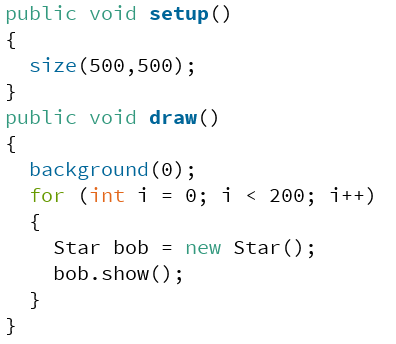 public void setup()
{
  size(500,500);
}
public void draw()
{
  background(0);
  for (int i = 0; i < 200; i++)
  {
    Star bob = new Star();
    bob.show();
  }
}